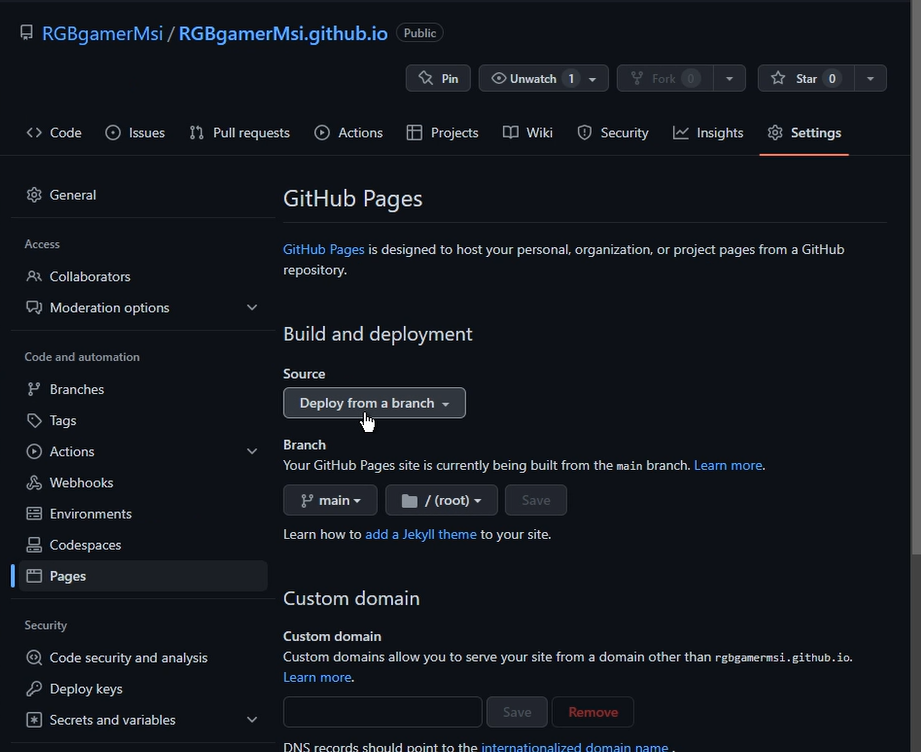 RGBgamerMsi / RGBgamerMsi.github.io Public
Pin Unwatch 1 Fork 0 Star 0
Code Issues Pull requests Actions Projects Wiki Security Insights Settings
General
Access
Collaborators
Moderation options
Code and automation
Branches
Tags
Actions
Webhooks
Environments
Codespaces
Pages
Security
Code security and analysis
Deploy keys
Secrets and variables
GitHub Pages
GitHub Pages is designed to host your personal, organization, or project pages from a GitHub
repository.
Build and deployment
Source
Deploy from a branch
Branch
Your GitHub Pages site is currently being built from the main branch. Learn more.
main / (root) Save
Learn how to add a Jekyll theme to your site.
Custom domain
Custom domain
Custom domains allow you to serve your site from a domain other than rgbgamermsi.github.io.
Learn more.
Save Remove
DNS records should point to the internationalized domain name .